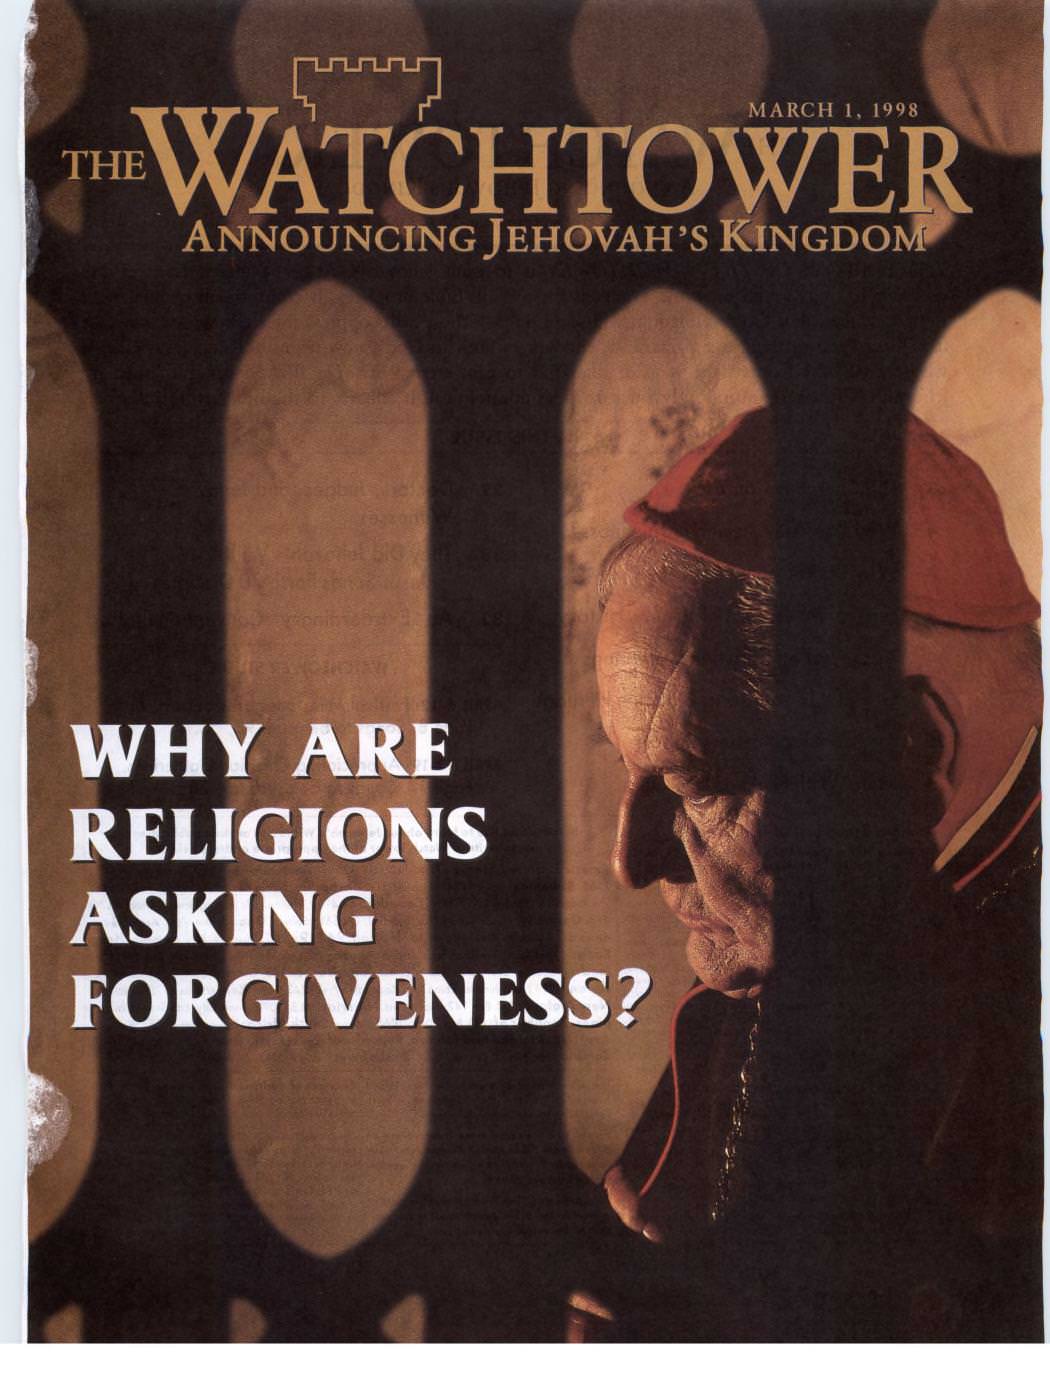 MARCH 1, 1998
THE WATCHTOWER
ANNOUNCING JEHOVAH'S KINGDOM
WHY ARE
RELIGIONS
ASKING
FORGIVENESS?